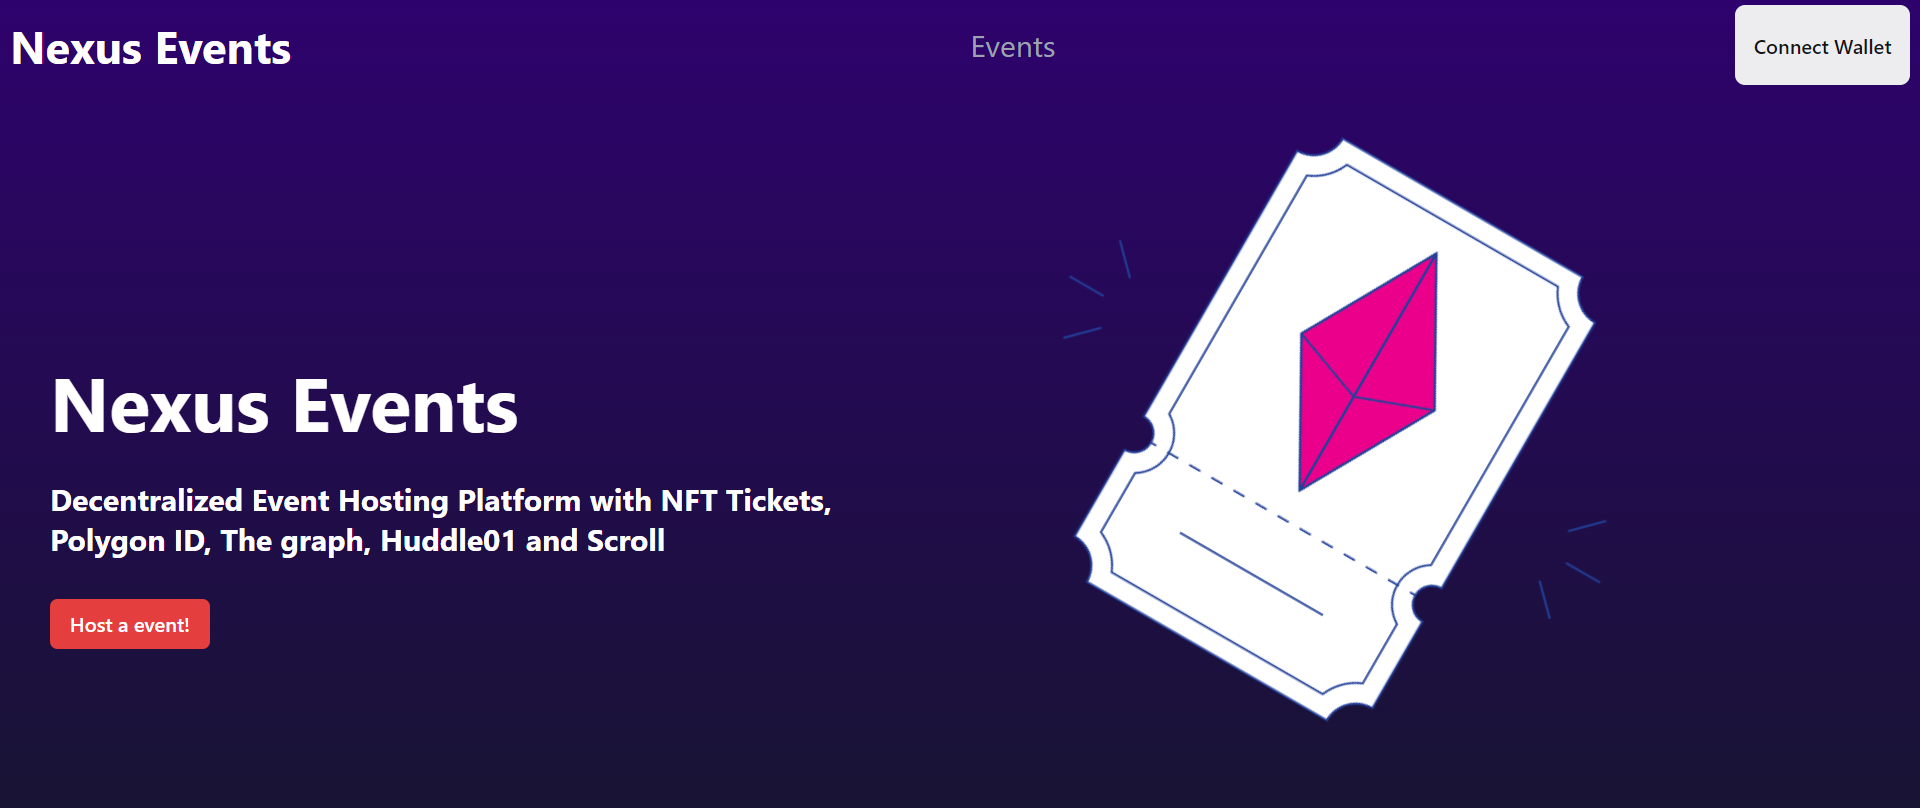 Nexus Events
Events
Connect Wallet
Nexus Events
Decentralized Event Hosting Platform with NFT Tickets,
Polygon ID, The graph, Huddle01 and Scroll
Host a event!